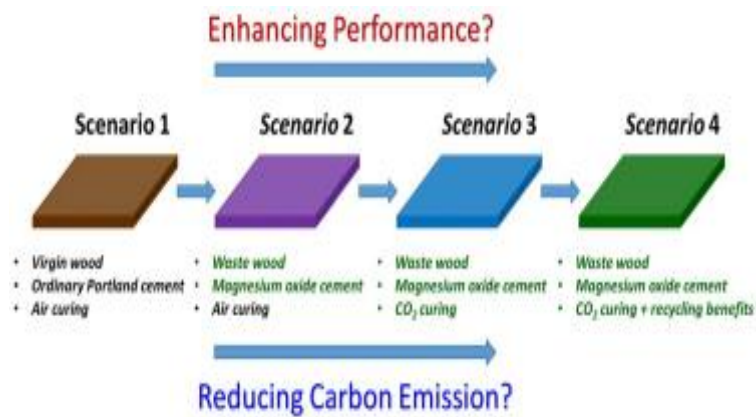 Enhancing Performance?
Scenario 1
Scenario 2
Scenario 3
Scenario 4
• Virgin wood
• Ordinary Portland cement
• Air curing
• Waste wood
• Magnesium oxide cement
• Air curing
• Waste wood
• Magnesium oxide cement
• CO₂ curing
• Waste wood
• Magnesium oxide cement
• CO₂ curing + recycling benefits
Reducing Carbon Emission?